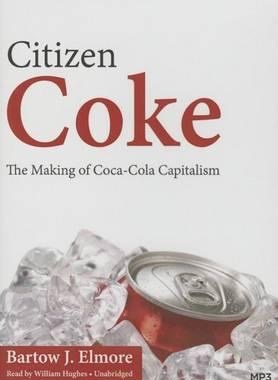 Citizen
Coke
The Making of Coca-Cola Capitalism
Bartow J. Elmore
Read by William Hughes • Unabridged
MP3